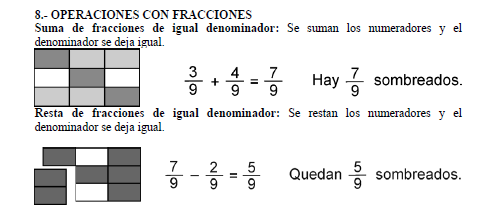 8.- OPERACIONES CON FRACCIONES
Suma de fracciones de igual denominador: Se suman los numeradores y el
denominador se deja igual.
3/9 + 4/9 = 7/9 Hay 7/9 sombreados.
Resta de fracciones de igual denominador: Se restan los numeradores y el
denominador se deja igual.
7/9 − 2/9 = 5/9 Quedan 5/9 sombreados.